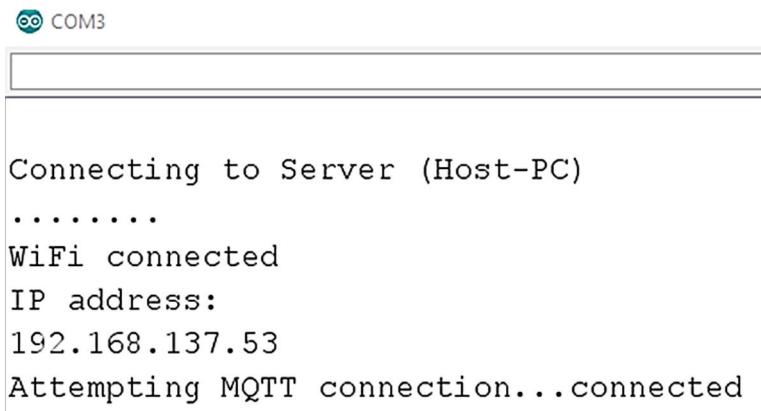 COM3
Connecting to Server (Host-PC)
........
WiFi connected
IP address:
192.168.137.53
Attempting MQTT connection...connected